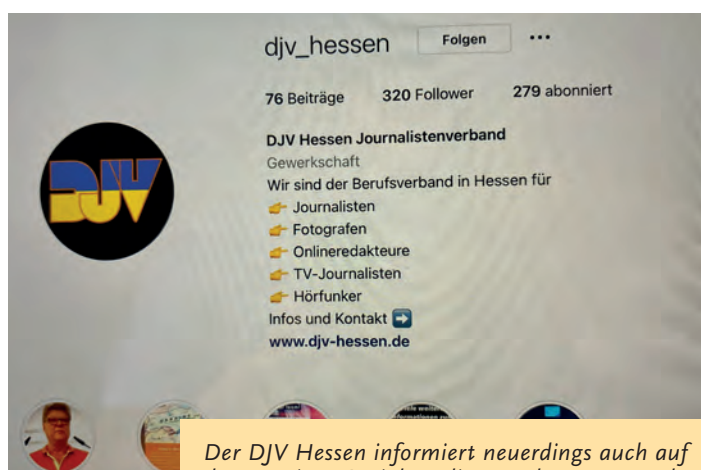 djv_hessen Folgen
76 Beiträge 320 Follower 279 abonniert
DJV
DJV Hessen Journalistenverband
Gewerkschaft
Wir sind der Berufsverband in Hessen für
👉 Journalisten
👉 Fotografen
👉 Onlineredakteure
👉 TV-Journalisten
👉 Hörfunker
Infos und Kontakt ➡️
www.djv-hessen.de
Der DJV Hessen informiert neuerdings auch auf